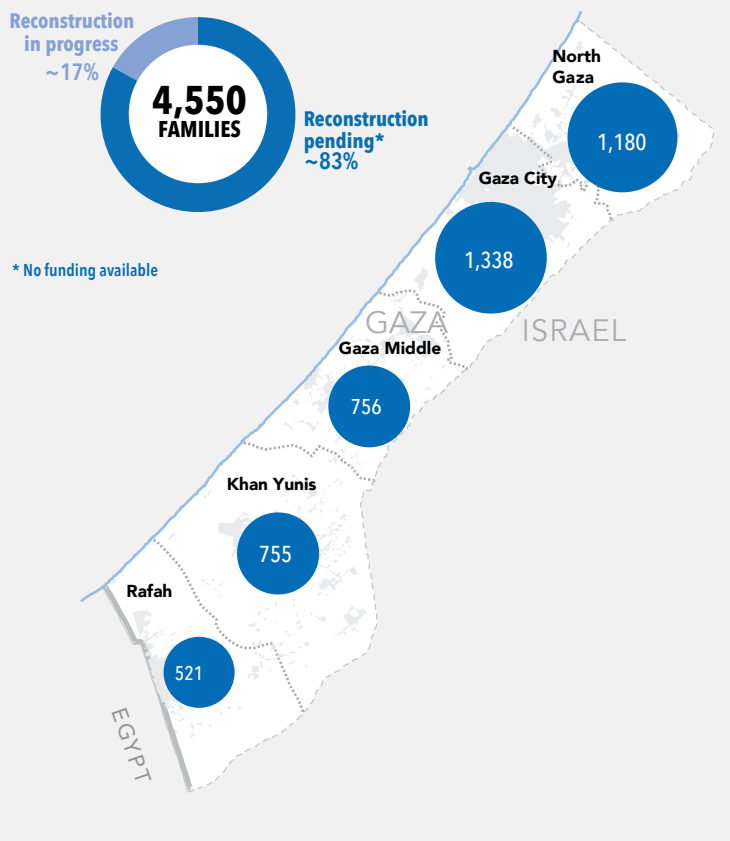 Reconstruction
in progress
~17%
4,550
FAMILIES
Reconstruction
pending*
~83%
* No funding available
North
Gaza
1,180
Gaza City
1,338
GAZA
ISRAEL
Gaza Middle
756
Khan Yunis
755
Rafah
521
EGYPT